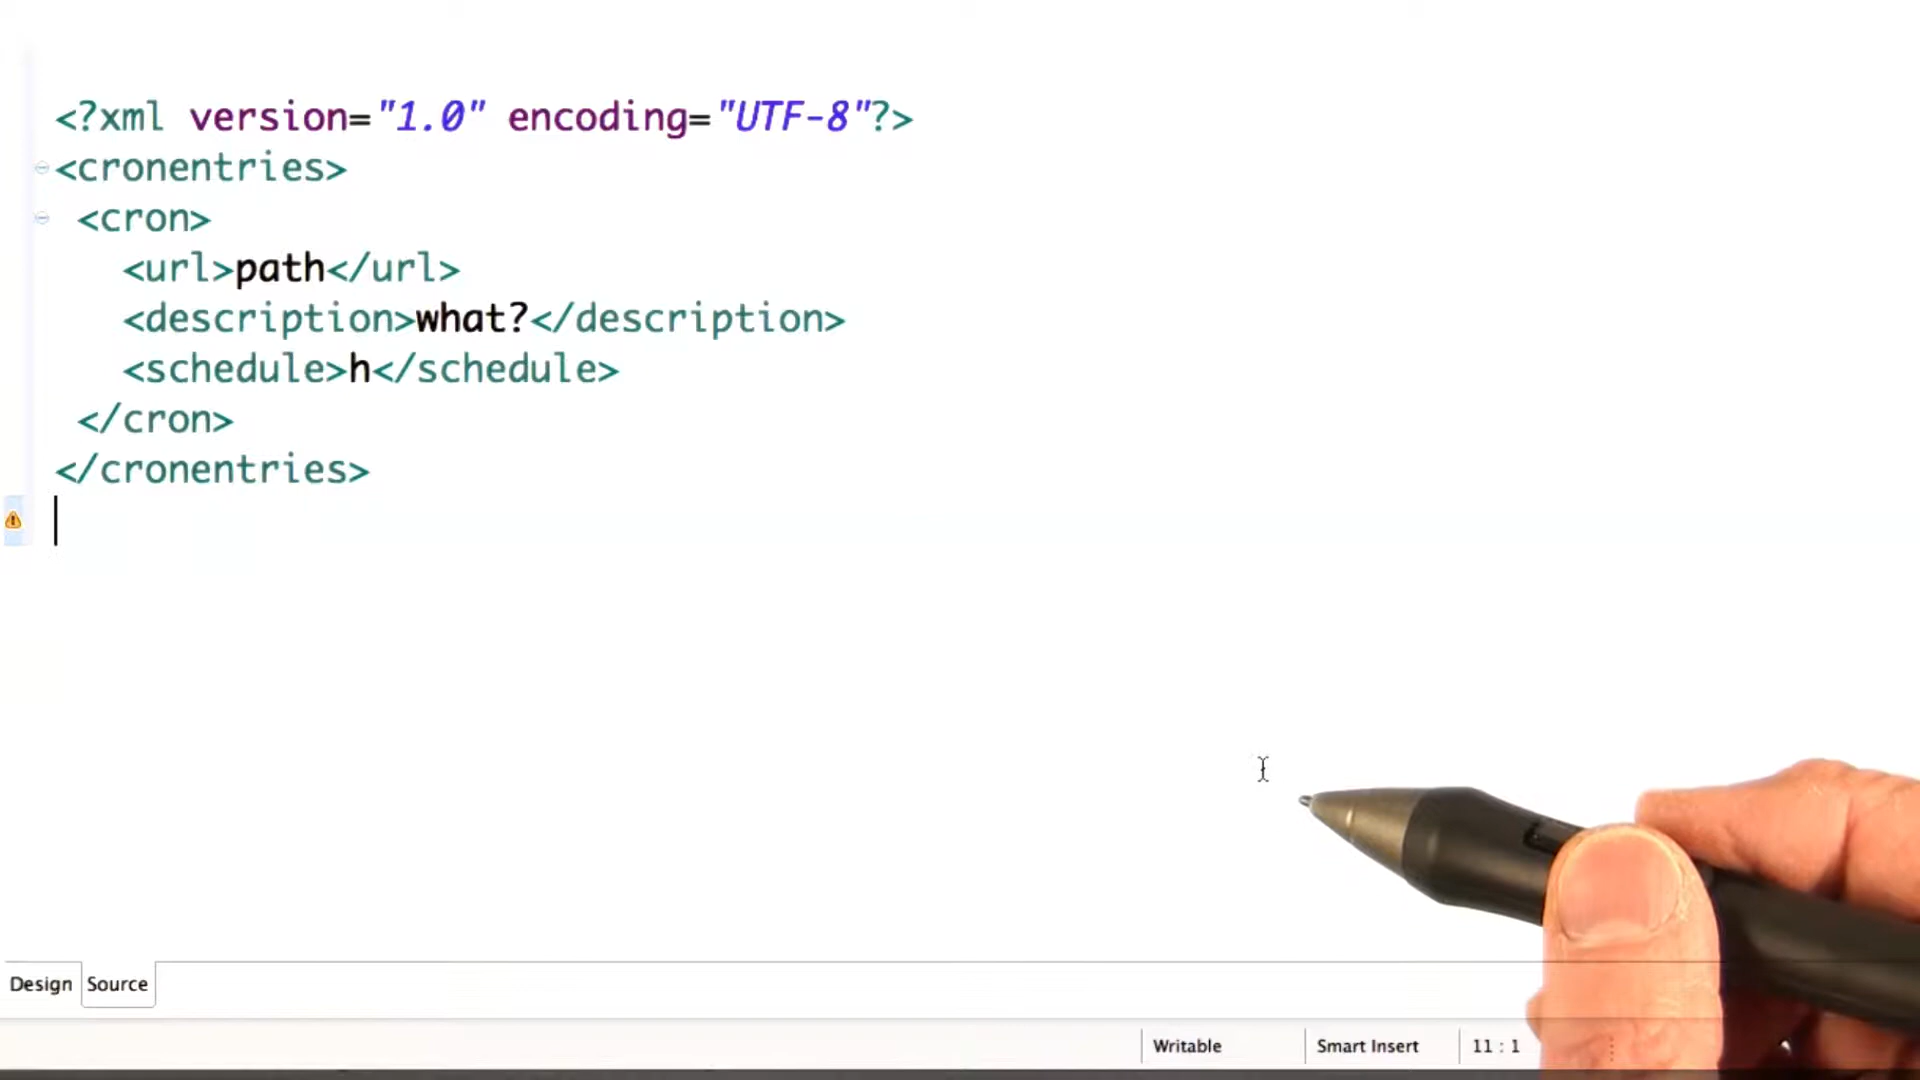 <?xml version="1.0" encoding="UTF-8"?>
<cronentries>
<cron>
<url>path</url>
<description>what?</description>
<schedule>h</schedule>
</cron>
</cronentries>
Design Source
Writable Smart Insert 11 : 1